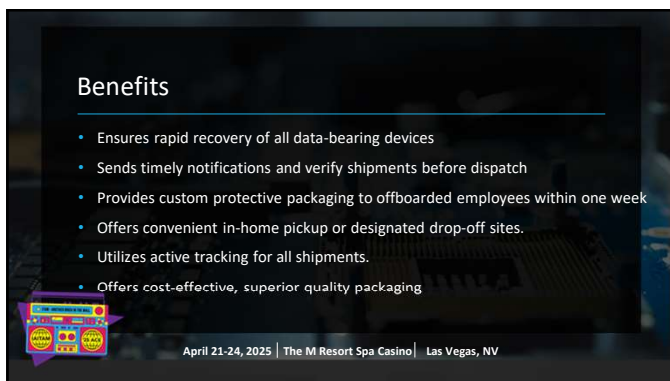 Benefits
• Ensures rapid recovery of all data-bearing devices
• Sends timely notifications and verify shipments before dispatch
• Provides custom protective packaging to offboarded employees within one week
• Offers convenient in-home pickup or designated drop-off sites.
• Utilizes active tracking for all shipments.
• Offers cost-effective, superior quality packaging
IAITAM
25 ACE
April 21-24, 2025 | The M Resort Spa Casino | Las Vegas, NV